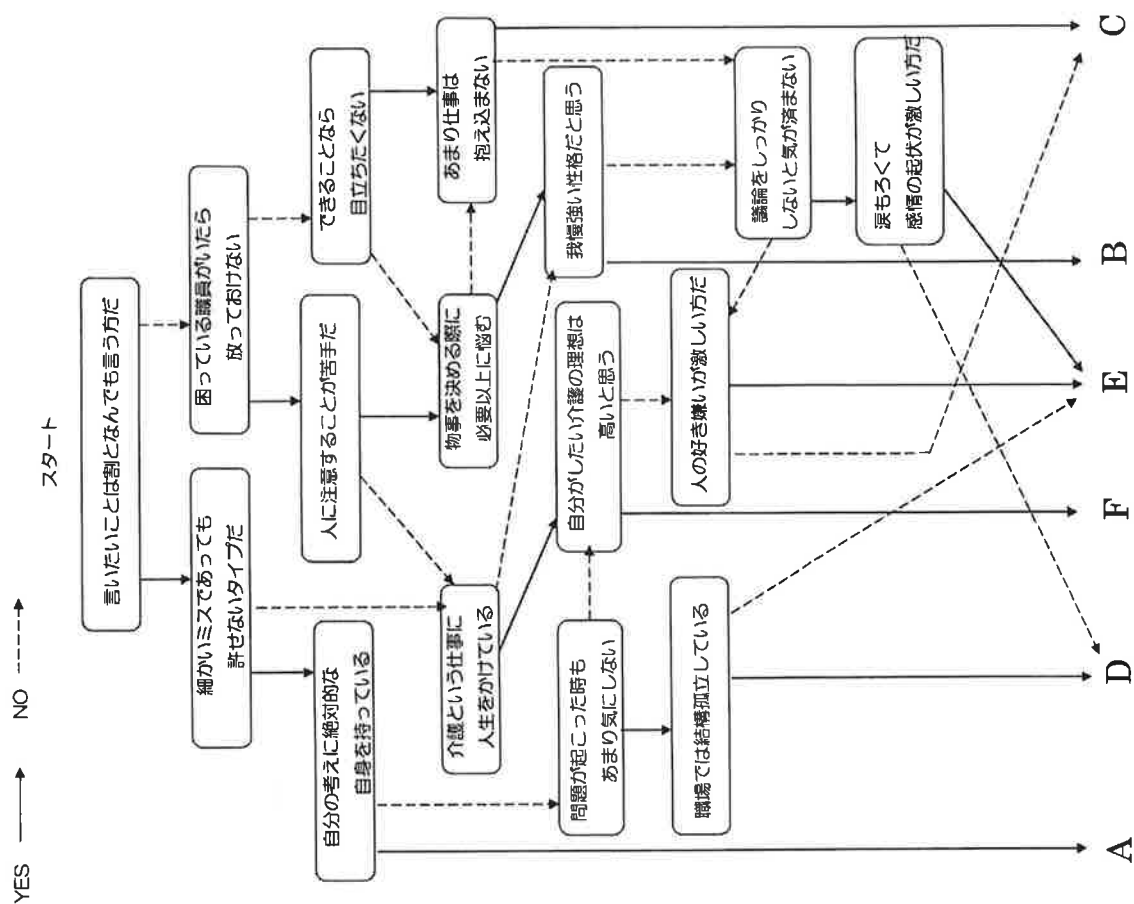 YES
NO
スタート
言いたいことは割となんでも言う方だ
細かいミスであっても
許せないタイプだ
困っている職員がいたら
放っておけない
自分の考えに絶対的な
自身を持っている
人に注意することが苦手だ
できることなら
目立ちたくない
介護という仕事に
人生をかけている
物事を決める際に
必要以上に悩む
あまり仕事は
抱え込まない
問題が起こった時も
あまり気にしない
自分がしたい介護の理想は
高いと思う
我慢強い性格だと思う
職場では結構孤立している
人の好き嫌いが激しい方だ
議論をしっかり
しないと気が済まない
涙もろくて
感情の起伏が激しい方だ
A
D
F
E
B
C